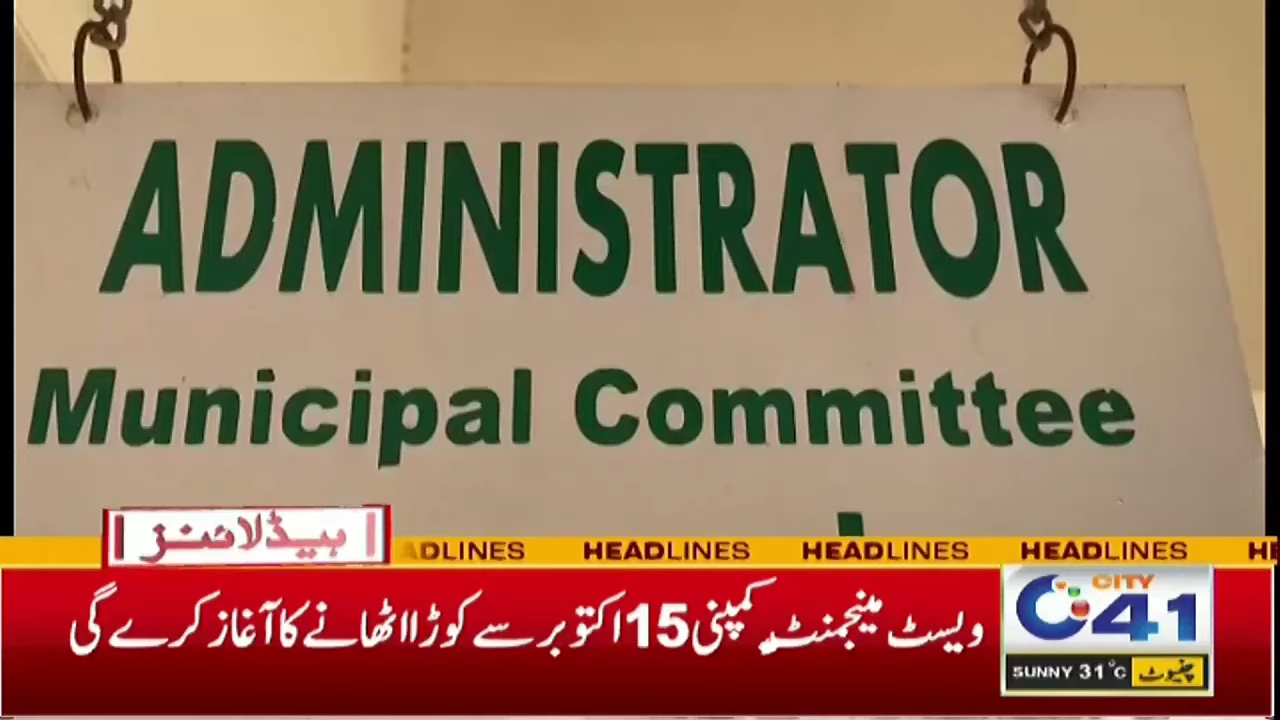 ADMINISTRATOR
Municipal Committee
ہیڈلائنز
ADLINES HEADLINES HEADLINES HEADLINES
ویسٹ مینجمنٹ کمپنی 15 اکتوبر سے کوڑا اٹھانے کا آغاز کرے گی
CITY
41
SUNNY 31°C چنیوٹ